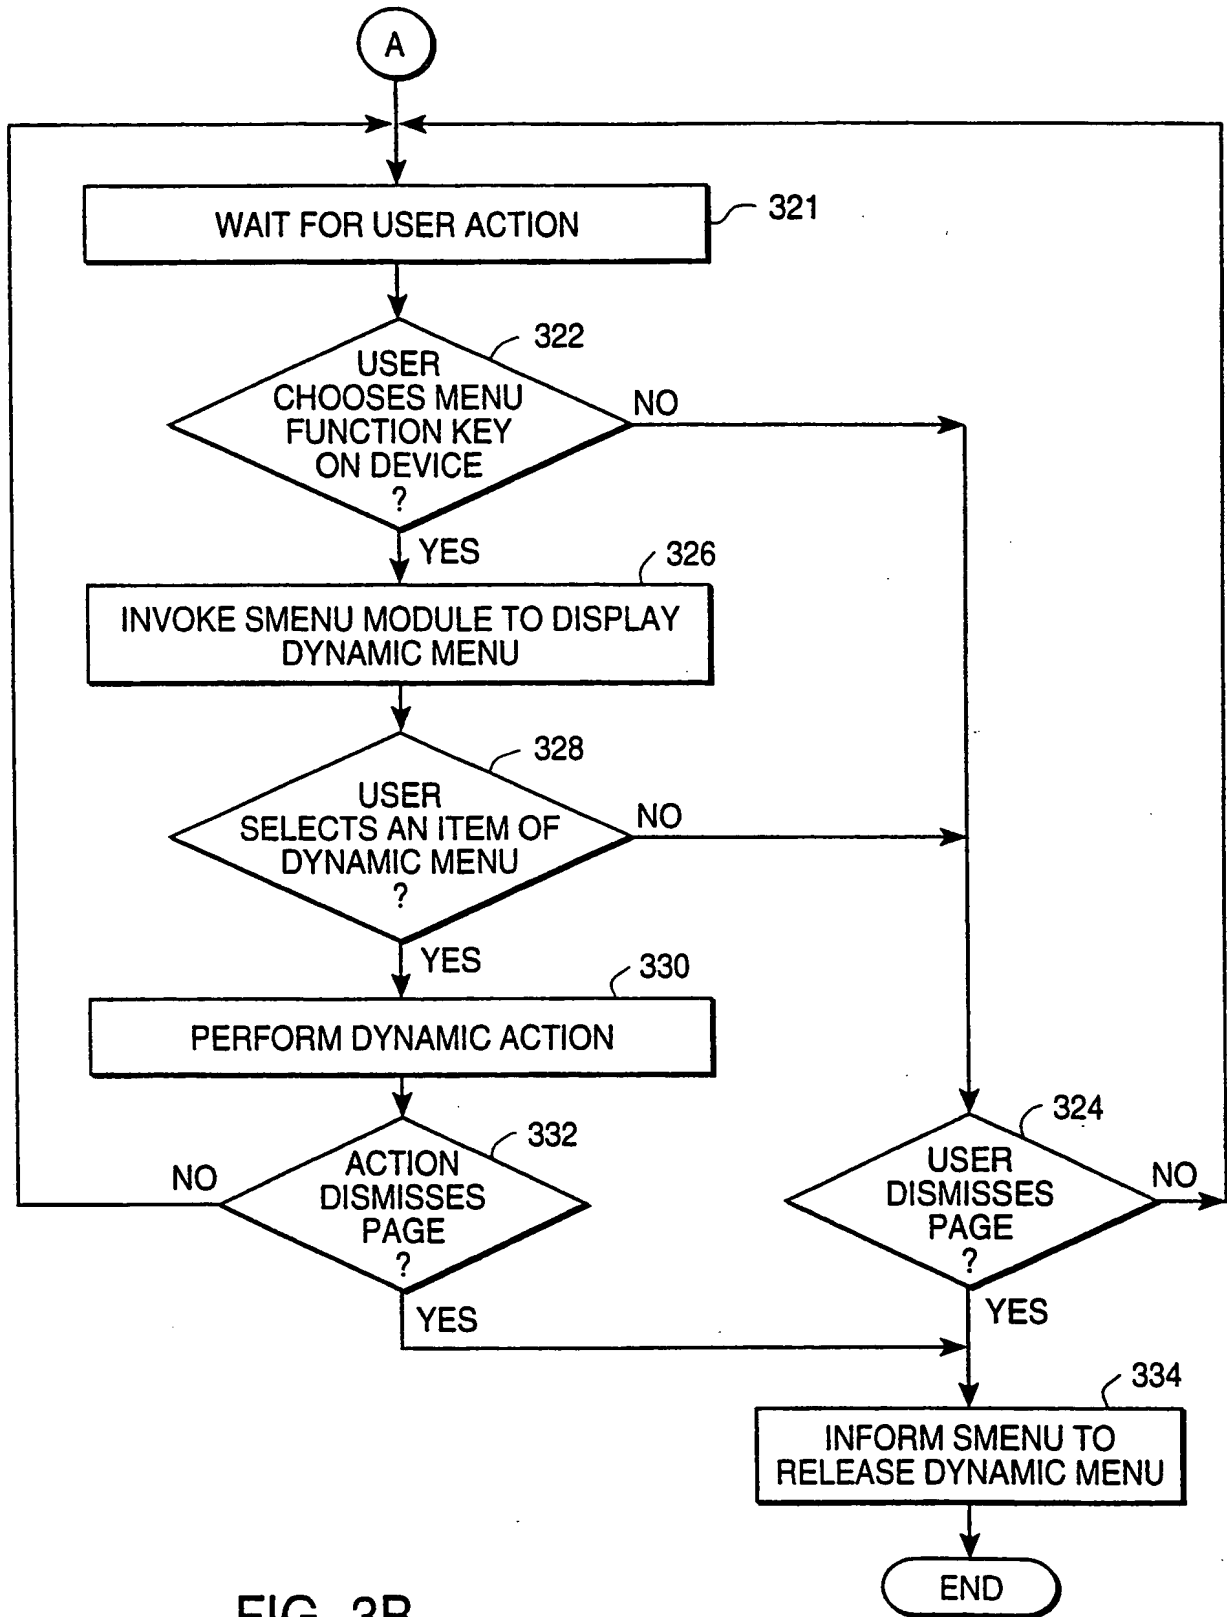 A
WAIT FOR USER ACTION
321
USER
CHOOSES MENU
FUNCTION KEY
ON DEVICE
?
322
NO
YES
326
INVOKE SMENU MODULE TO DISPLAY
DYNAMIC MENU
328
USER
SELECTS AN ITEM OF
DYNAMIC MENU
?
NO
YES
330
PERFORM DYNAMIC ACTION
332
NO
ACTION
DISMISSES
PAGE
?
YES
324
USER
DISMISSES
PAGE
?
NO
YES
334
INFORM SMENU TO
RELEASE DYNAMIC MENU
END
FIG. 3B